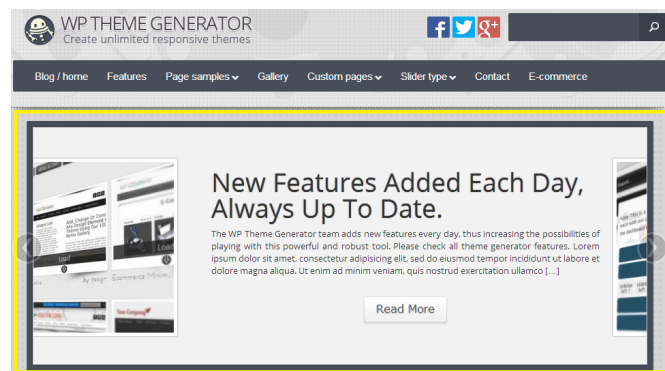 WP THEME GENERATOR
Create unlimited responsive themes
Blog / home Features Page samples Gallery Custom pages Slider type Contact E-commerce
New Features Added Each Day,
Always Up To Date.
The WP Theme Generator team adds new features every day, thus increasing the possibilities of
playing with this powerful and robust tool. Please check all theme generator features. Lorem
ipsum dolor sit amet, consectetur adipisicing elit, sed do eiusmod tempor incididunt ut labore et
dolore magna aliqua. Ut enim ad minim veniam, quis nostrud exercitation ullamco [...]
Load
Load
by design
Read More